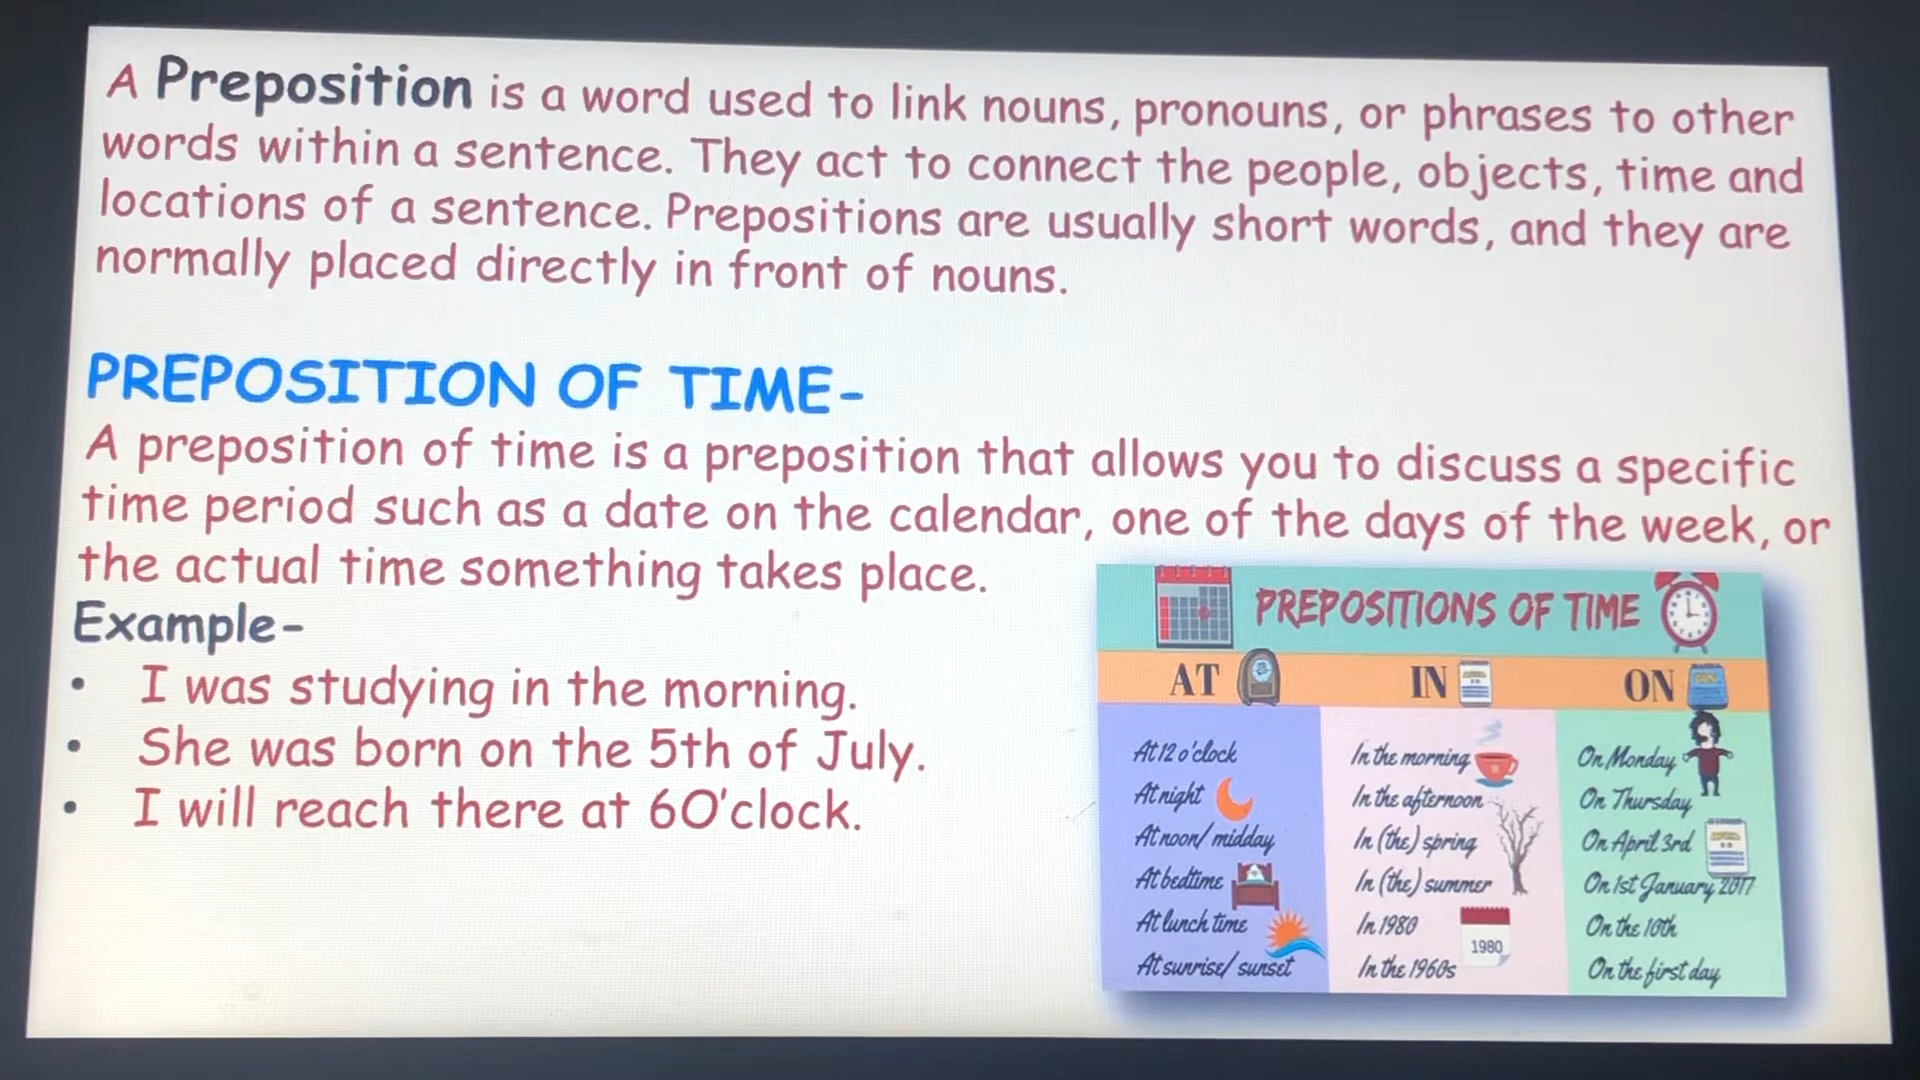 A Preposition is a word used to link nouns, pronouns, or phrases to other
words within a sentence. They act to connect the people, objects, time and
locations of a sentence. Prepositions are usually short words, and they are
normally placed directly in front of nouns.
PREPOSITION OF TIME-
A preposition of time is a preposition that allows you to discuss a specific
time period such as a date on the calendar, one of the days of the week, or
the actual time something takes place.
Example-
• I was studying in the morning.
• She was born on the 5th of July.
• I will reach there at 6O'clock.
PREPOSITIONS OF TIME
AT
At 12 o'clock
At night
At noon/ midday
At bedtime
At lunch time
At sunrise/ sunset
IN
In the morning
In the afternoon
In (the) spring
In (the) summer
In 1980
1980
In the 1960s
ON
On Monday
On Thursday
On April 3rd
On 1st January 2017
On the 10th
On the first day